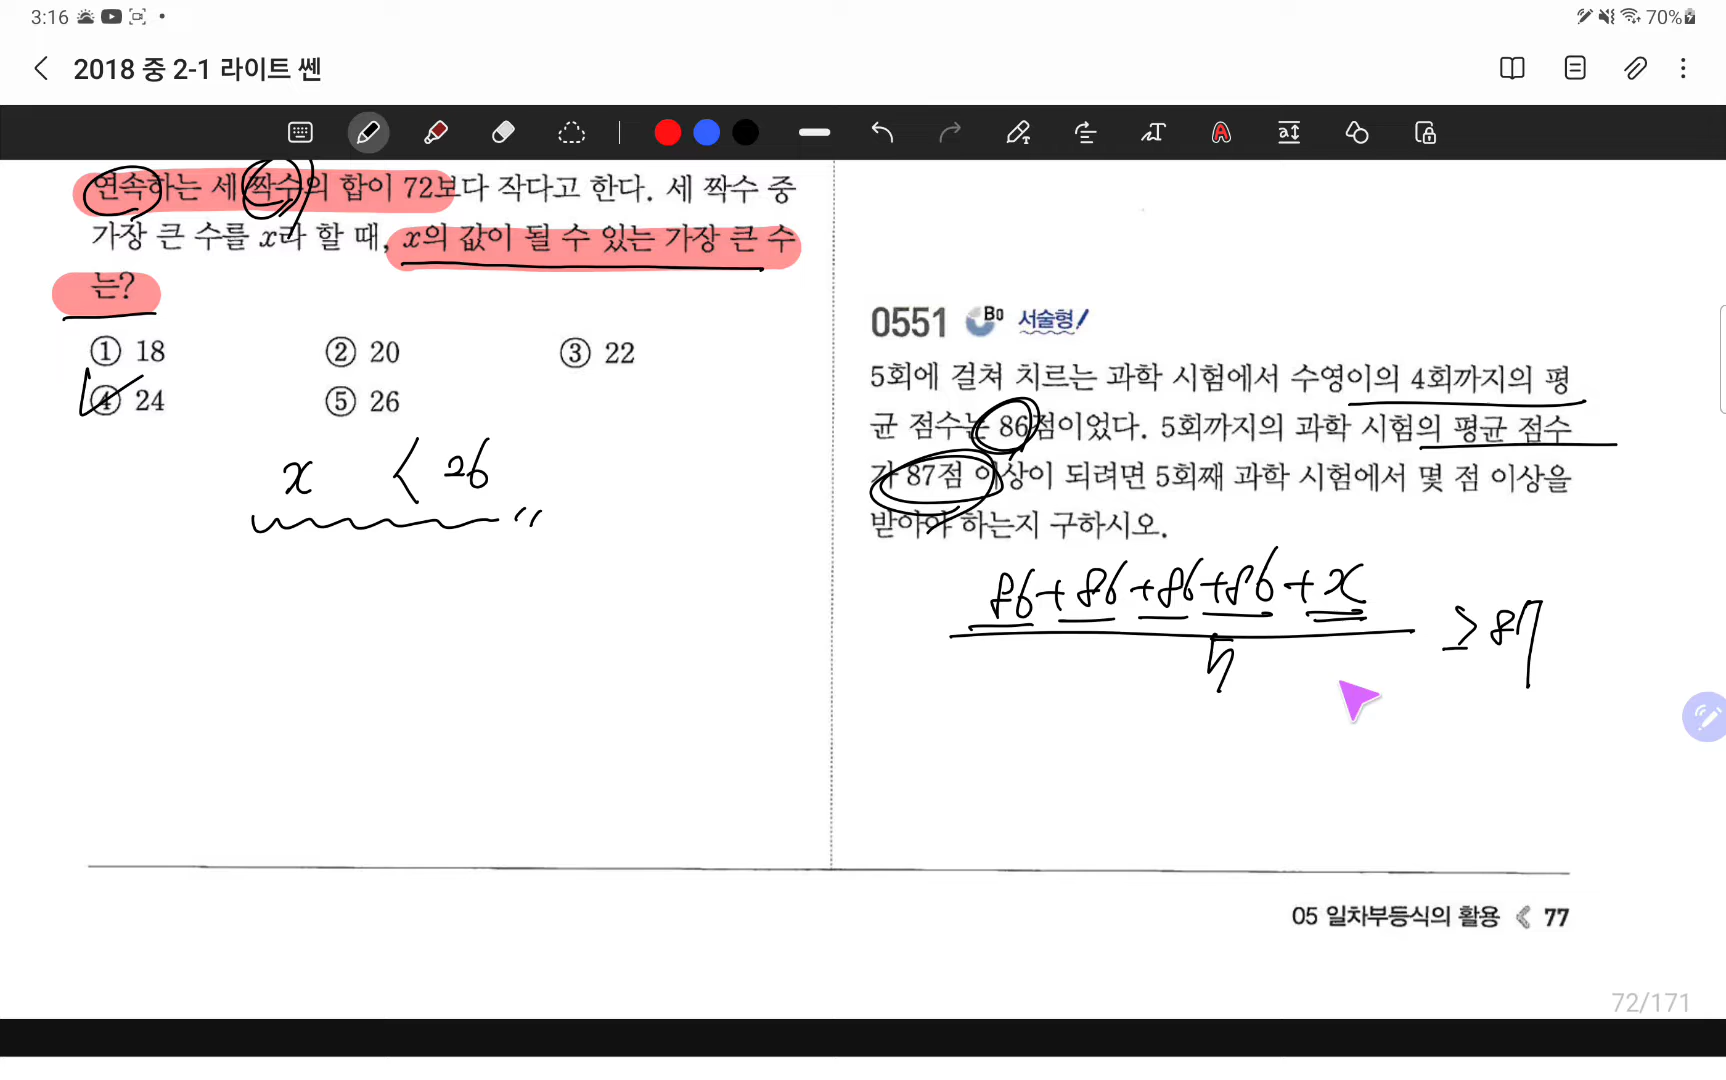 3:16
70%
2018 중 2-1 라이트 쎈
연속하는 세 짝수의 합이 72보다 작다고 한다. 세 짝수 중
가장 큰 수를 x라 할 때, x의 값이 될 수 있는 가장 큰 수
는?
① 18 ② 20 ③ 22
④ 24 ⑤ 26
x < 26
0551 B0 서술형!
5회에 걸쳐 치르는 과학 시험에서 수영이의 4회까지의 평
균 점수는 86점이었다. 5회까지의 과학 시험의 평균 점수
가 87점 이상이 되려면 5회째 과학 시험에서 몇 점 이상을
받아야 하는지 구하시오.
86+86+86+86+x
5
≥ 87
05 일차부등식의 활용 77
72/171